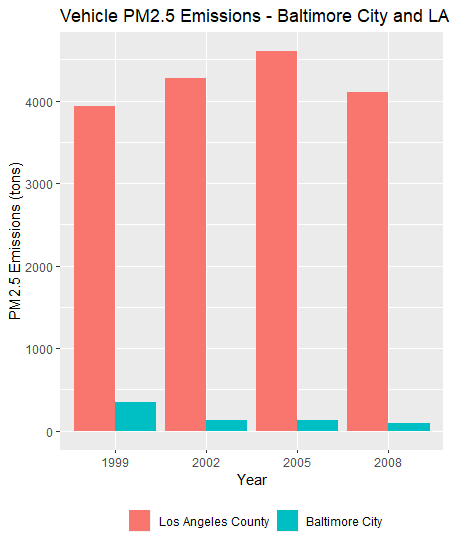 Vehicle PM2.5 Emissions - Baltimore City and LA
PM2.5 Emissions (tons)
4000
3000
2000
1000
0
1999 2002 2005 2008
Year
Los Angeles County Baltimore City